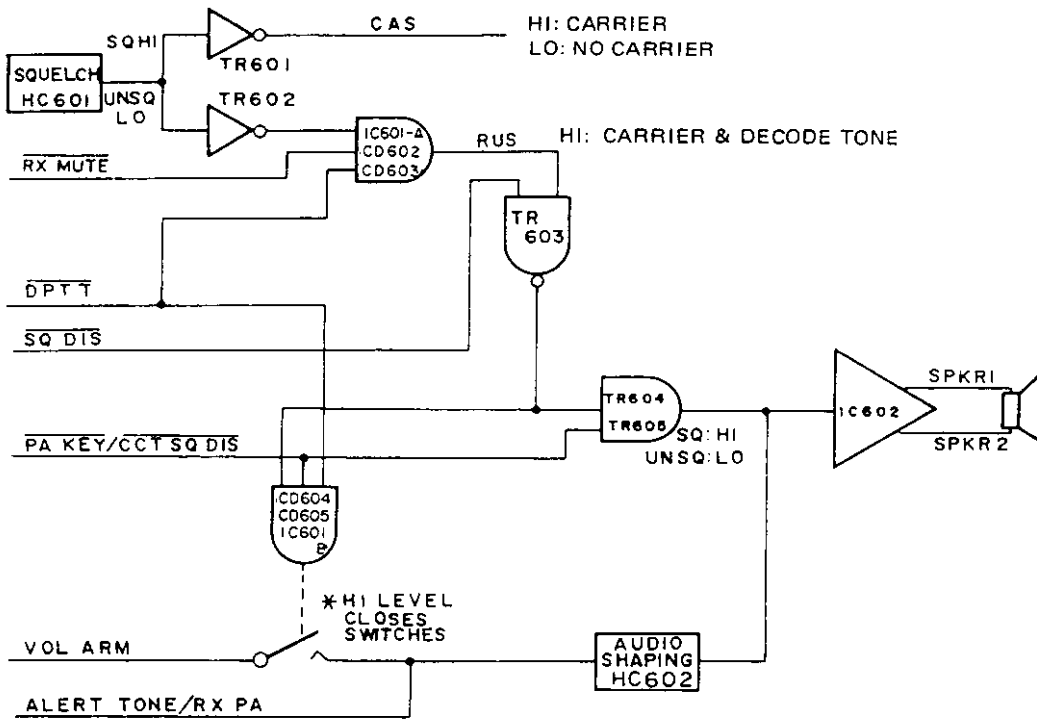 CAS
HI: CARRIER
LO: NO CARRIER
SQHI
SQUELCH
HC601
UNSQ
LO
TR601
TR602
IC601-A
CD602
CD603
RUS
HI: CARRIER & DECODE TONE
RX MUTE
TR
603
DPTT
SQ DIS
TR604
TR605
SQ: HI
UNSQ: LO
IC602
SPKR1
SPKR2
PA KEY/CCT SQ DIS
CD604
CD605
IC601
B
*HI LEVEL
CLOSES
SWITCHES
VOL ARM
AUDIO
SHAPING
HC602
ALERT TONE/RX PA